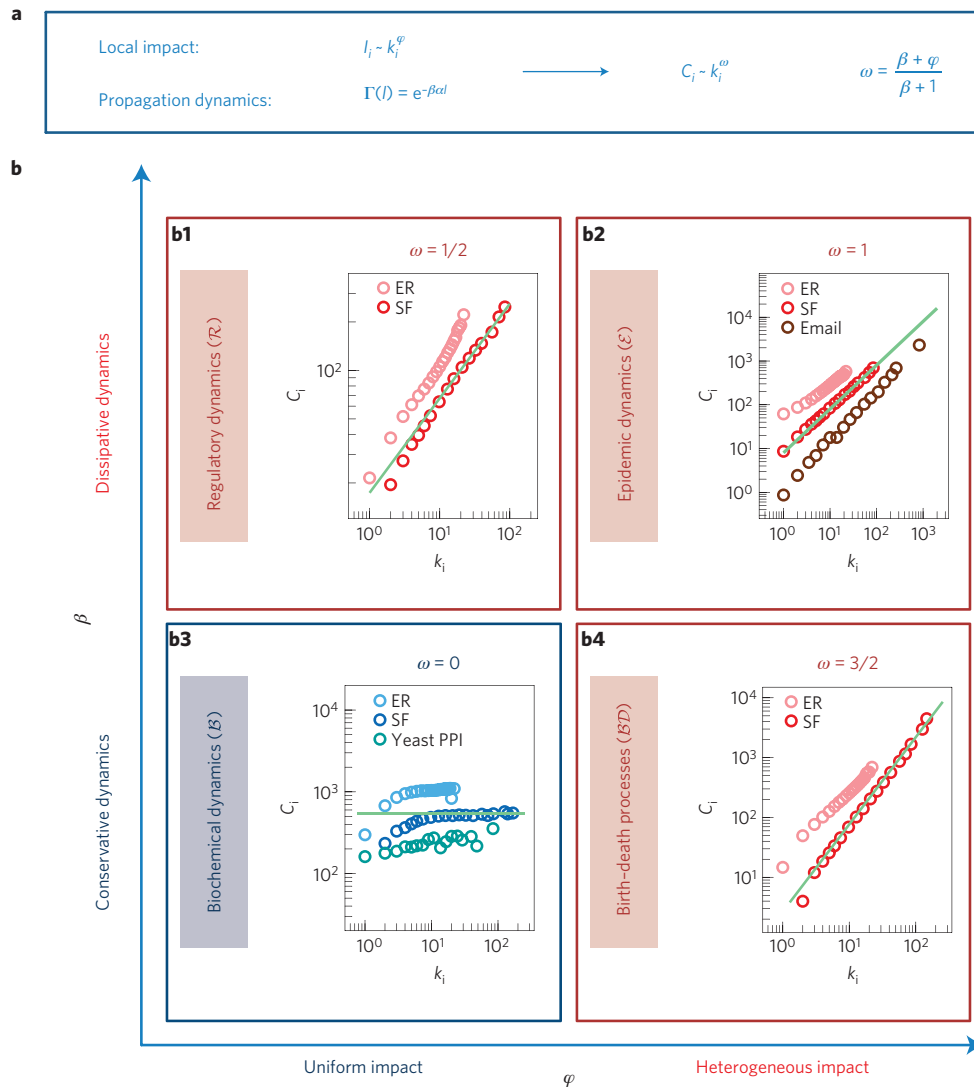 a
Local impact: I_i ~ k_i^φ
Propagation dynamics: Γ(l) = e^{-βαl}
C_i ~ k_i^ω
ω = (β + φ)/(β + 1)
b
Dissipative dynamics
Conservative dynamics
β
b1
ω = 1/2
Regulatory dynamics (ℛ)
ER
SF
C_i
10^2
10^0 10^1 10^2
k_i
b2
ω = 1
Epidemic dynamics (ℰ)
ER
SF
Email
C_i
10^4
10^3
10^2
10^1
10^0
10^0 10^1 10^2 10^3
k_i
b3
ω = 0
Biochemical dynamics (ℬ)
ER
SF
Yeast PPI
C_i
10^4
10^3
10^2
10^0 10^1 10^2
k_i
b4
ω = 3/2
Birth–death processes (ℬ𝒟)
ER
SF
C_i
10^4
10^3
10^2
10^1
10^0 10^1 10^2
k_i
Uniform impact
φ
Heterogeneous impact